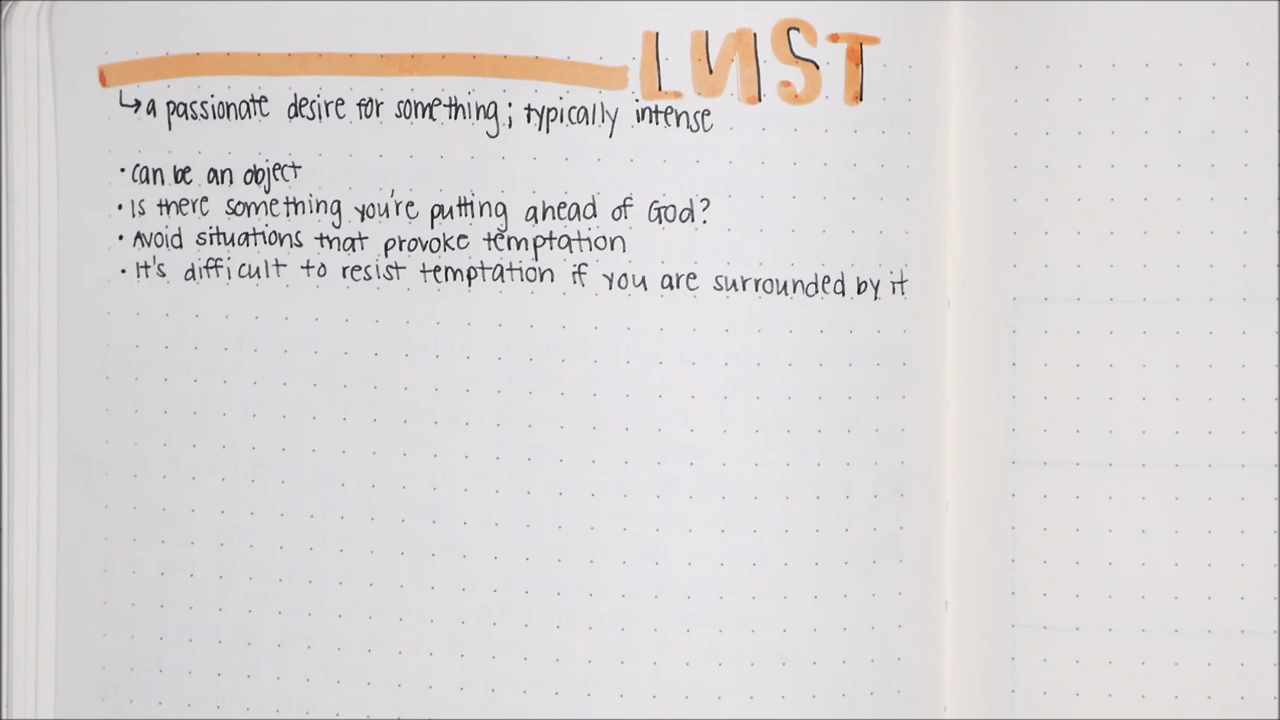 LUST
↳a passionate desire for something; typically intense
•can be an object
•Is there something you're putting ahead of God?
•Avoid situations that provoke temptation
•It's difficult to resist temptation if you are surrounded by it